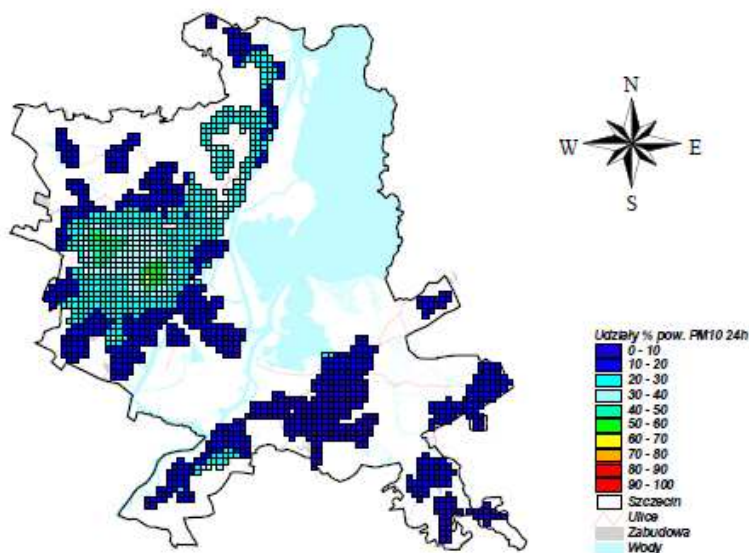 N
W E
S
Udziały % pow. PM10 24h
0 - 10
10 - 20
20 - 30
30 - 40
40 - 50
50 - 60
60 - 70
70 - 80
80 - 90
90 - 100
Szczecin
Ulice
Zabudowa
Wody